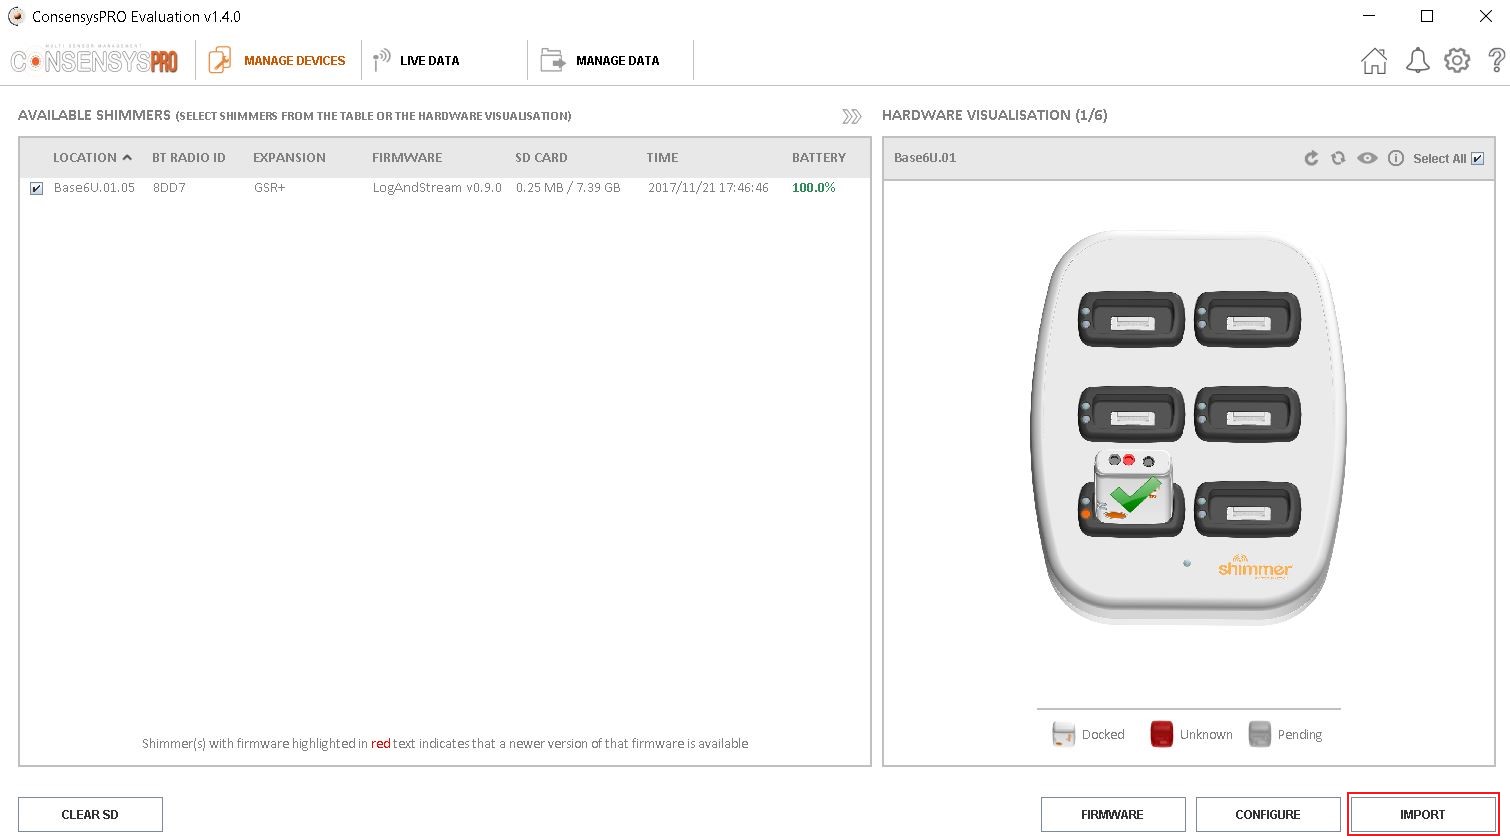 ConsensysPRO Evaluation v1.4.0
MULTI SENSOR MANAGEMENT
CONSENSYSPRO
MANAGE DEVICES
LIVE DATA
MANAGE DATA
?
AVAILABLE SHIMMERS (SELECT SHIMMERS FROM THE TABLE OR THE HARDWARE VISUALISATION)
HARDWARE VISUALISATION (1/6)
LOCATION BT RADIO ID EXPANSION FIRMWARE SD CARD TIME BATTERY
Base6U.01.05 8DD7 GSR+ LogAndStream v0.9.0 0.25 MB / 7.39 GB 2017/11/21 17:46:46 100.0%
Base6U.01
Select All
shimmer
Shimmer(s) with firmware highlighted in red text indicates that a newer version of that firmware is available
Docked Unknown Pending
CLEAR SD
FIRMWARE
CONFIGURE
IMPORT